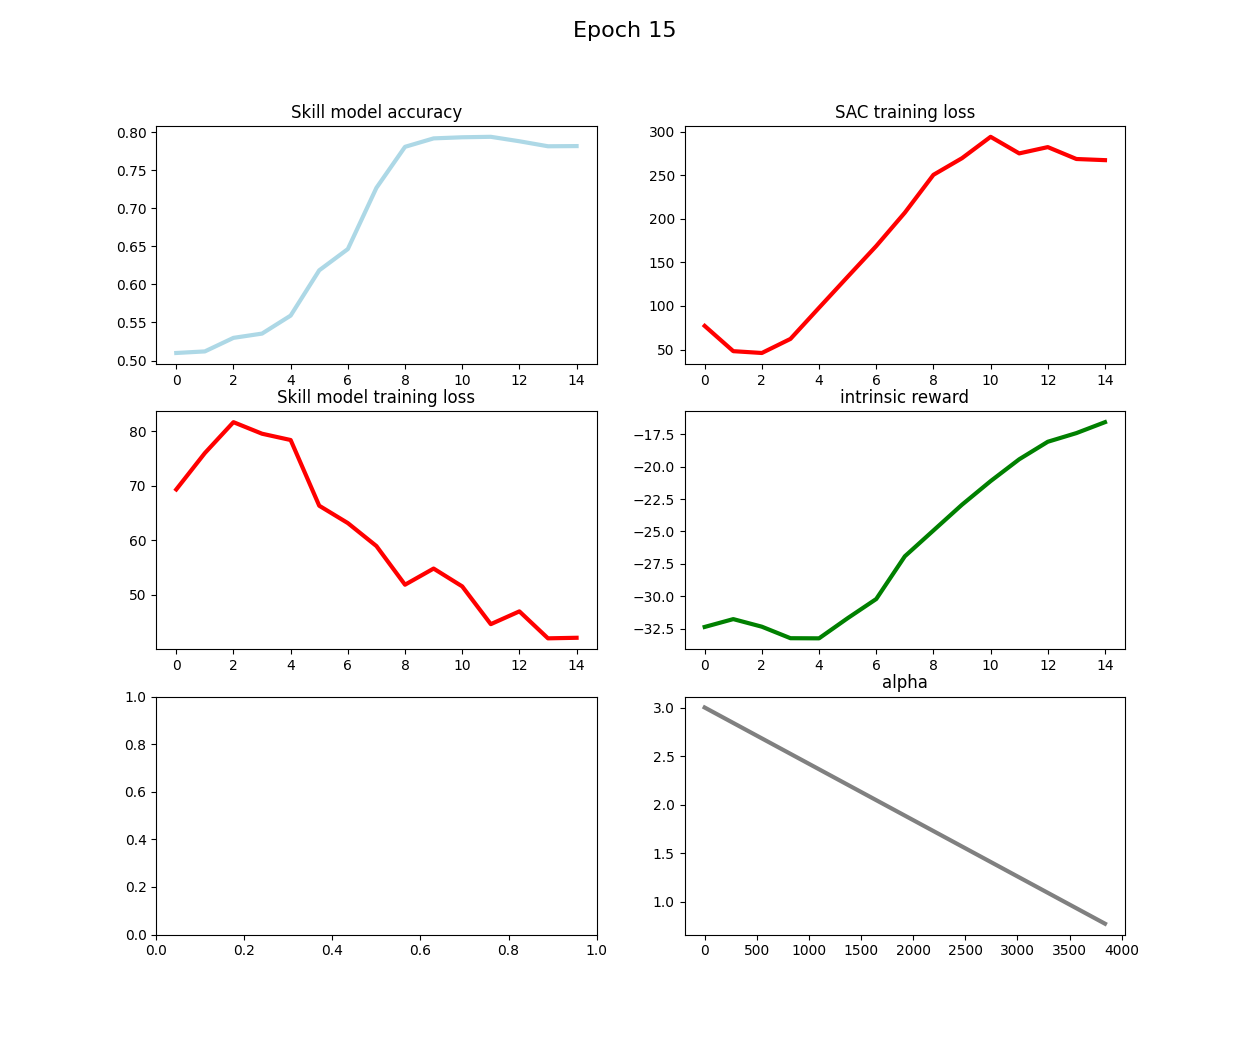 Epoch 15
Skill model accuracy
0.80
0.75
0.70
0.65
0.60
0.55
0.50
0 2 4 6 8 10 12 14
SAC training loss
300
250
200
150
100
50
0 2 4 6 8 10 12 14
Skill model training loss
80
70
60
50
0 2 4 6 8 10 12 14
intrinsic reward
−17.5
−20.0
−22.5
−25.0
−27.5
−30.0
−32.5
0 2 4 6 8 10 12 14
1.0
0.8
0.6
0.4
0.2
0.0
0.0 0.2 0.4 0.6 0.8 1.0
alpha
3.0
2.5
2.0
1.5
1.0
0 500 1000 1500 2000 2500 3000 3500 4000